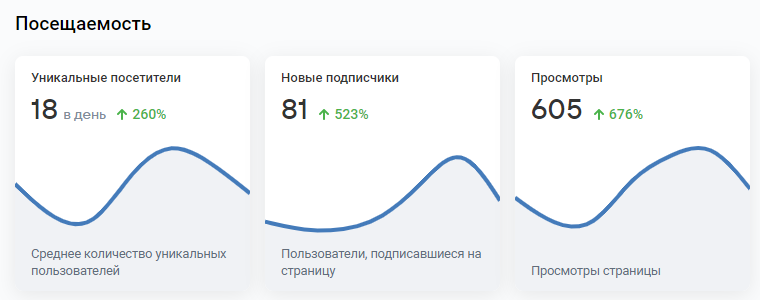 Посещаемость
Уникальные посетители
18 в день ↑ 260%
Среднее количество уникальных
пользователей
Новые подписчики
81 ↑ 523%
Пользователи, подписавшиеся на
страницу
Просмотры
605 ↑ 676%
Просмотры страницы